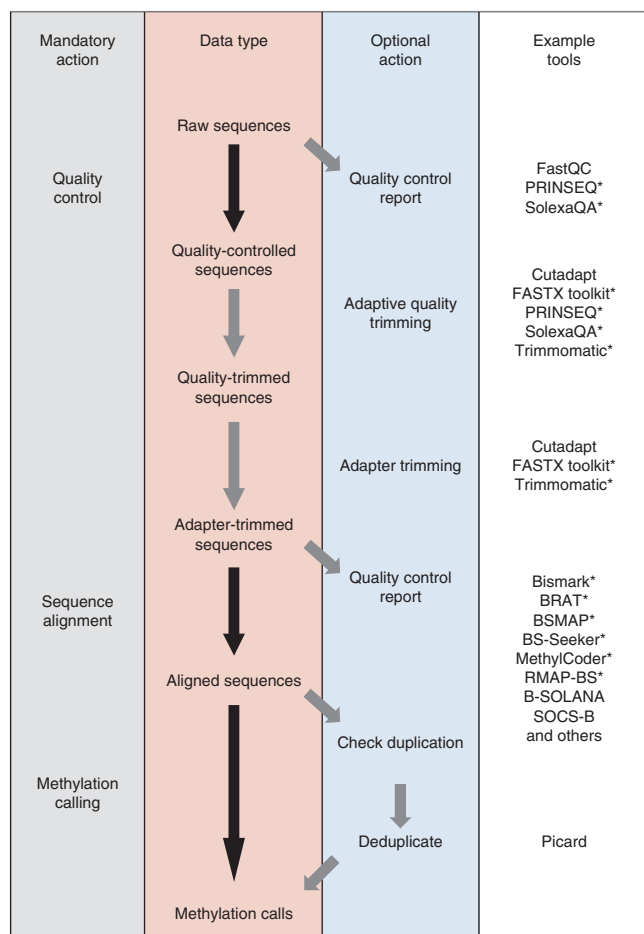 Mandatory
action
Data type
Optional
action
Example
tools
Raw sequences
Quality
control
Quality control
report
FastQC
PRINSEQ*
SolexaQA*
Quality-controlled
sequences
Adaptive quality
trimming
Cutadapt
FASTX toolkit*
PRINSEQ*
SolexaQA*
Trimmomatic*
Quality-trimmed
sequences
Adapter trimming
Cutadapt
FASTX toolkit*
Trimmomatic*
Adapter-trimmed
sequences
Quality control
report
Sequence
alignment
Bismark*
BRAT*
BSMAP*
BS-Seeker*
MethylCoder*
RMAP-BS*
B-SOLANA
SOCS-B
and others
Aligned sequences
Check duplication
Methylation
calling
Deduplicate
Picard
Methylation calls